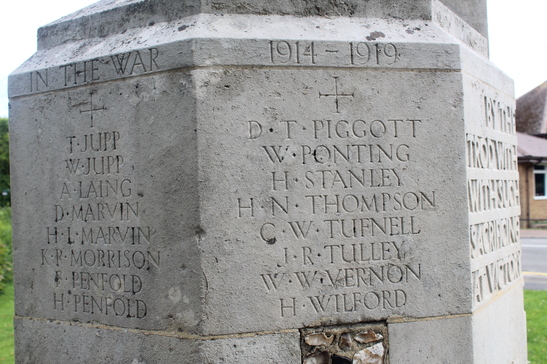 IN THE WAR
T·JUPP
W·JUPP
A·LAING
D·MARVIN
H·L·MARVIN
K·R·MORRISON
PENFOLD
H·PENFOLD
1914–1919
D·T·PIGGOTT
W·PONTING
H·STANLEY
H·N·THOMPSON
C·W·TUFNELL
J·R·TULLEY
W·W·VERNON
H·WILFORD